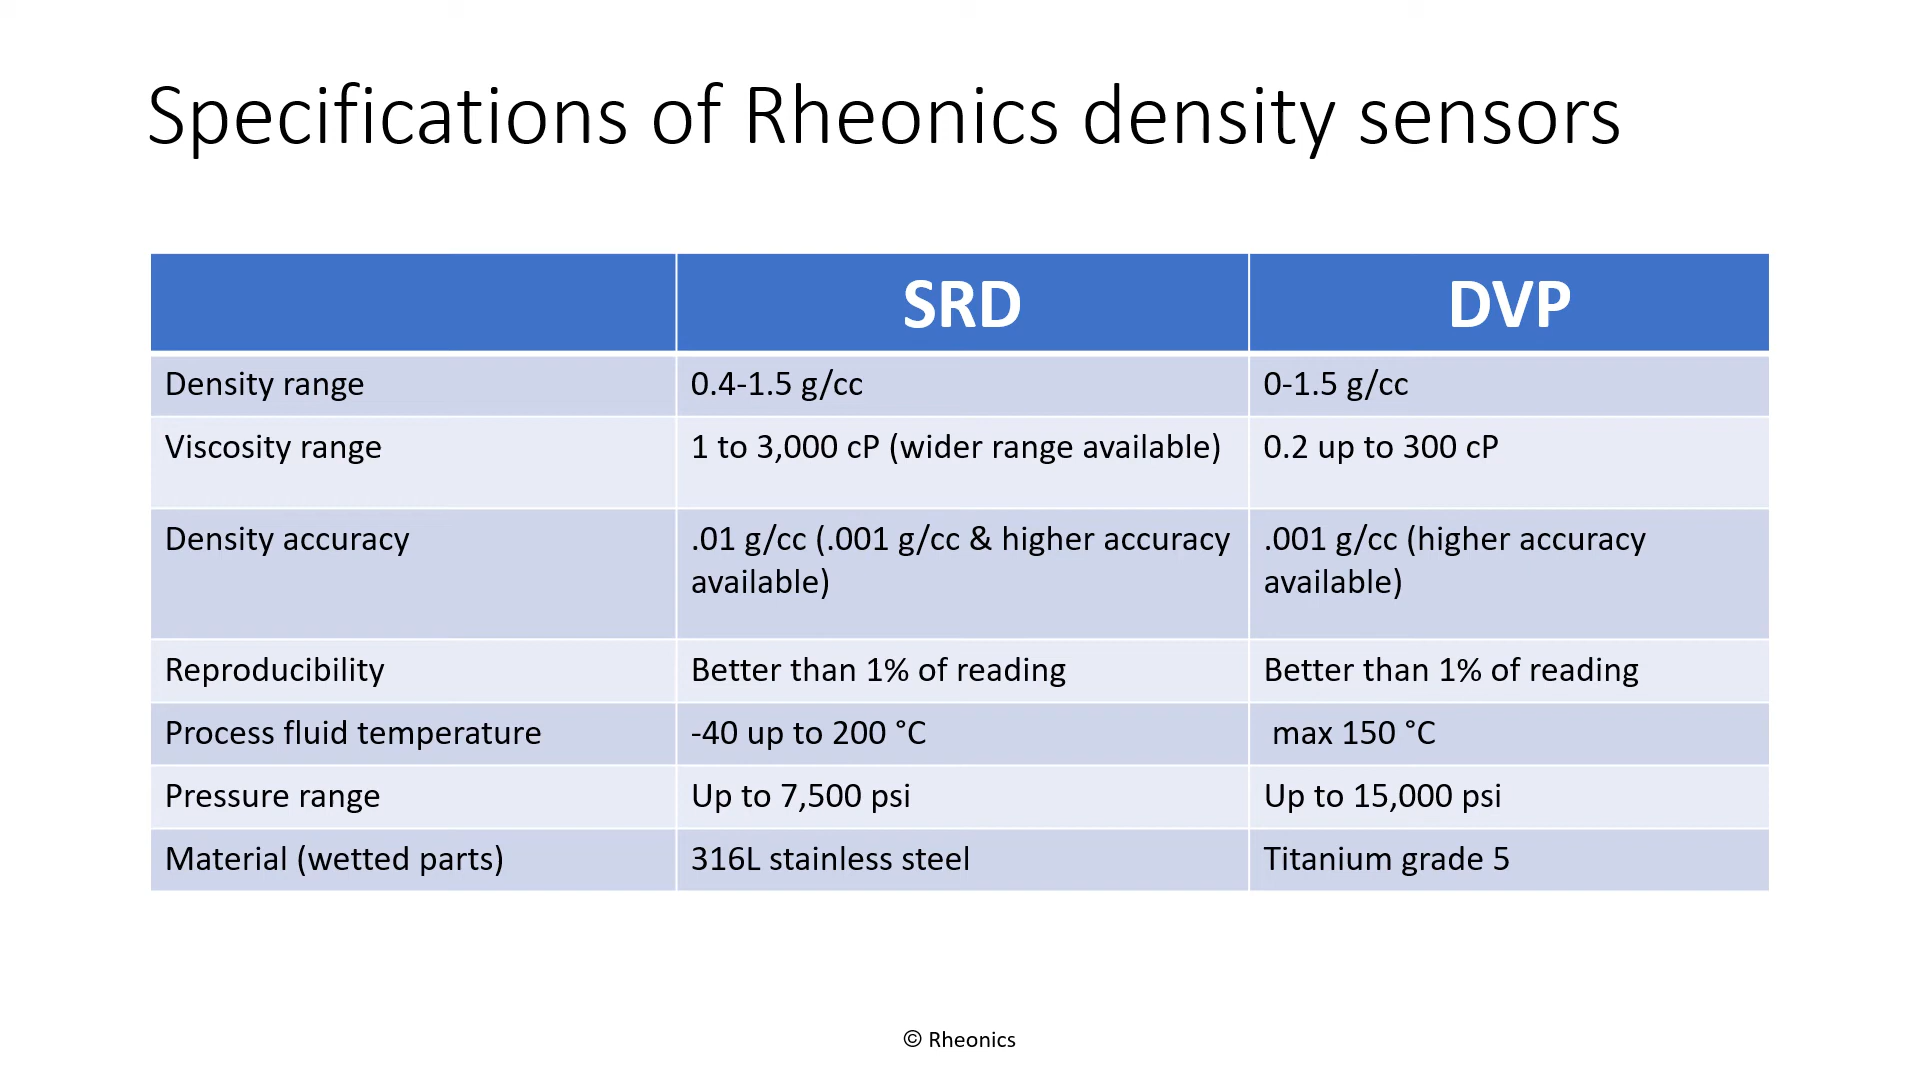 Specifications of Rheonics density sensors
SRD
DVP
Density range
0.4-1.5 g/cc
0-1.5 g/cc
Viscosity range
1 to 3,000 cP (wider range available)
0.2 up to 300 cP
Density accuracy
.01 g/cc (.001 g/cc & higher accuracy
available)
.001 g/cc (higher accuracy
available)
Reproducibility
Better than 1% of reading
Better than 1% of reading
Process fluid temperature
-40 up to 200 °C
max 150 °C
Pressure range
Up to 7,500 psi
Up to 15,000 psi
Material (wetted parts)
316L stainless steel
Titanium grade 5
© Rheonics